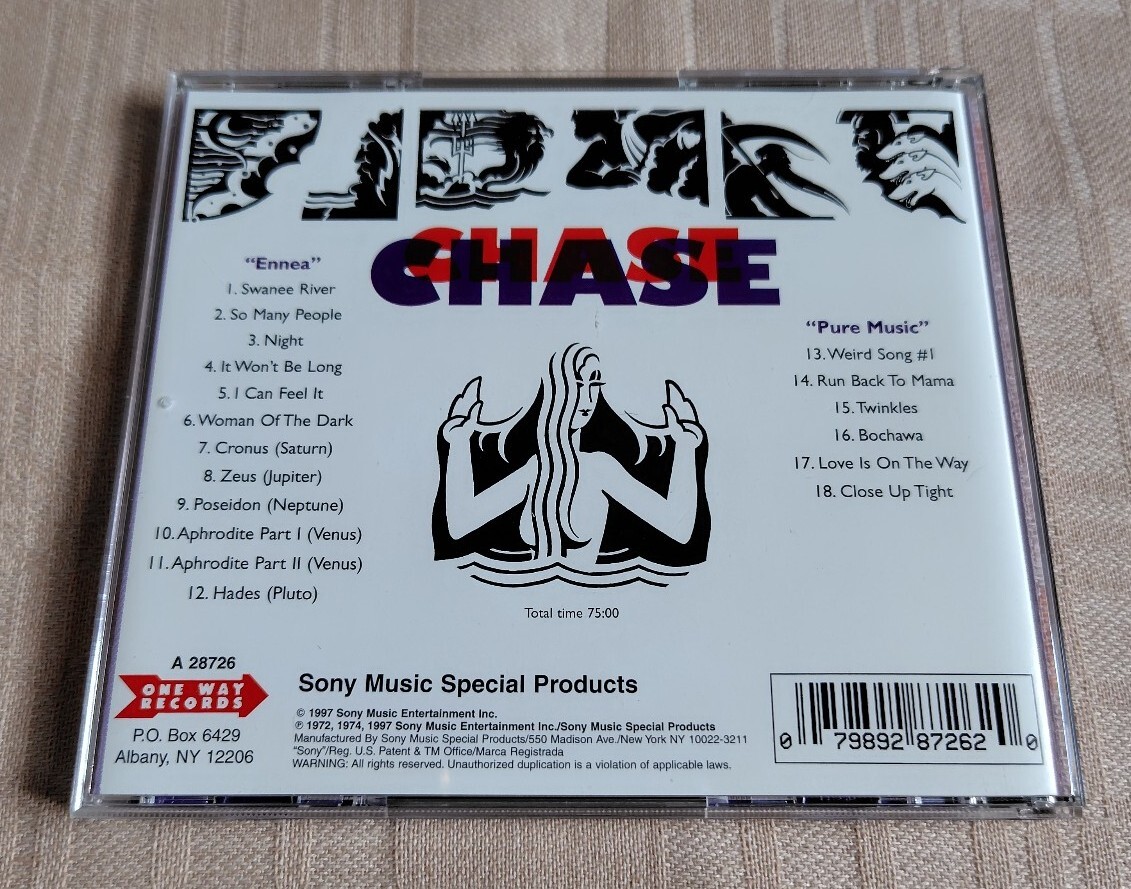 CHASE
CHASE
“Ennea”
1. Swanee River
2. So Many People
3. Night
4. It Won't Be Long
5. I Can Feel It
6. Woman Of The Dark
7. Cronus (Saturn)
8. Zeus (Jupiter)
9. Poseidon (Neptune)
10. Aphrodite Part I (Venus)
11. Aphrodite Part II (Venus)
12. Hades (Pluto)
“Pure Music”
13. Weird Song #1
14. Run Back To Mama
15. Twinkles
16. Bochawa
17. Love Is On The Way
18. Close Up Tight
Total time 75:00
A 28726
ONE WAY
RECORDS
P.O. Box 6429
Albany, NY 12206
Sony Music Special Products
© 1997 Sony Music Entertainment Inc.
℗ 1972, 1974, 1997 Sony Music Entertainment Inc./Sony Music Special Products
Manufactured By Sony Music Special Products/550 Madison Ave./New York NY 10022-3211
“Sony”/Reg. U.S. Patent & TM Office/Marca Registrada
WARNING: All rights reserved. Unauthorized duplication is a violation of applicable laws.
0 79892 87262 0